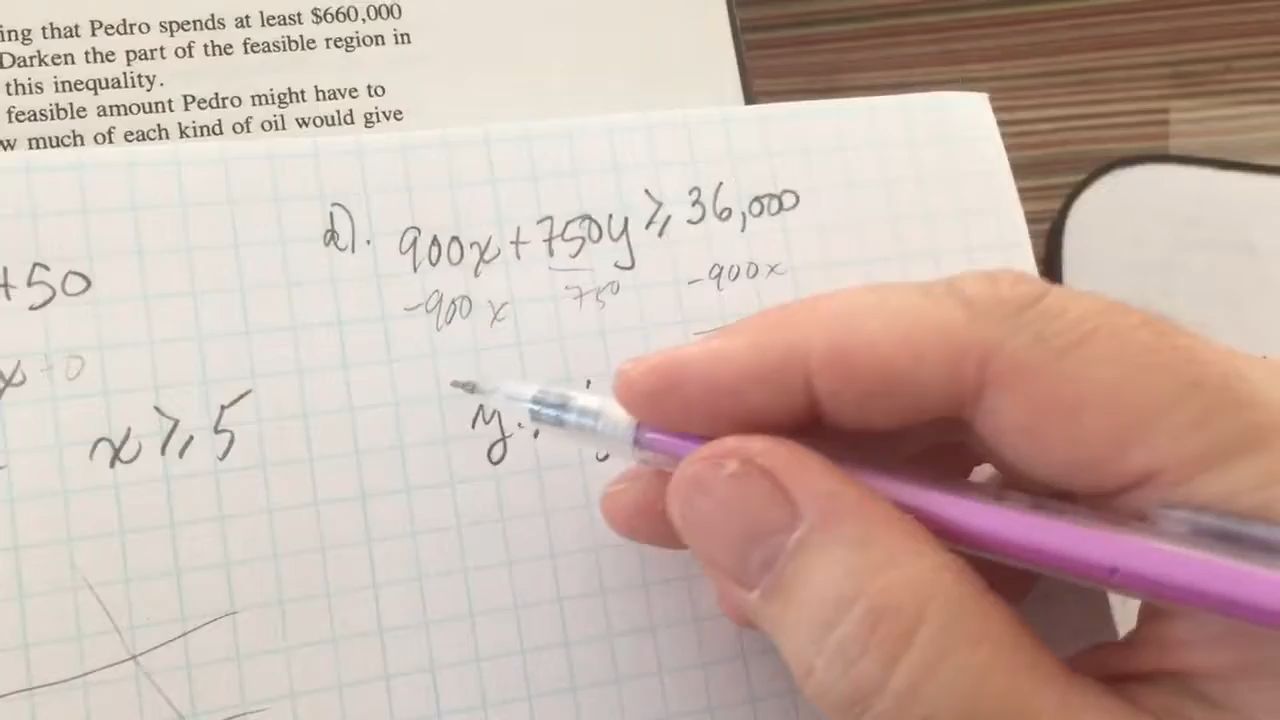 ing that Pedro spends at least $660,000
Darken the part of the feasible region in
this inequality.
feasible amount Pedro might have to
w much of each kind of oil would give
+50
x
x ≥ 5
d). 900x + 750y ≥ 36,000
-900x 750 -900x
y